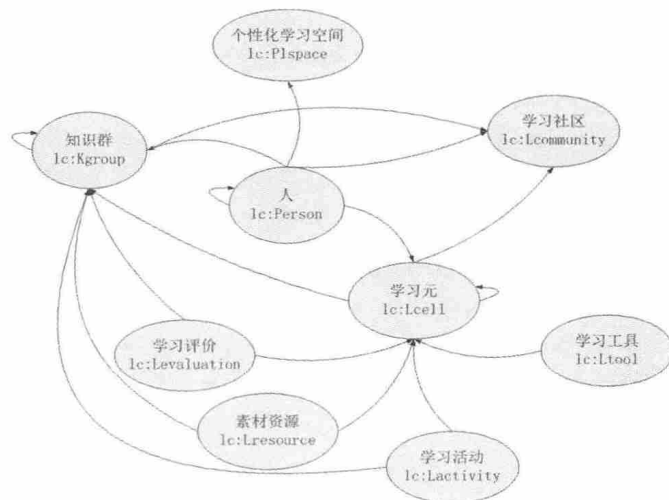 个性化学习空间
lc:Plspace
知识群
lc:Kgroup
学习社区
lc:Lcommunity
人
lc:Person
学习元
lc:Lcell
学习评价
lc:Levaluation
学习工具
lc:Ltool
素材资源
lc:Lresource
学习活动
lc:Lactivity